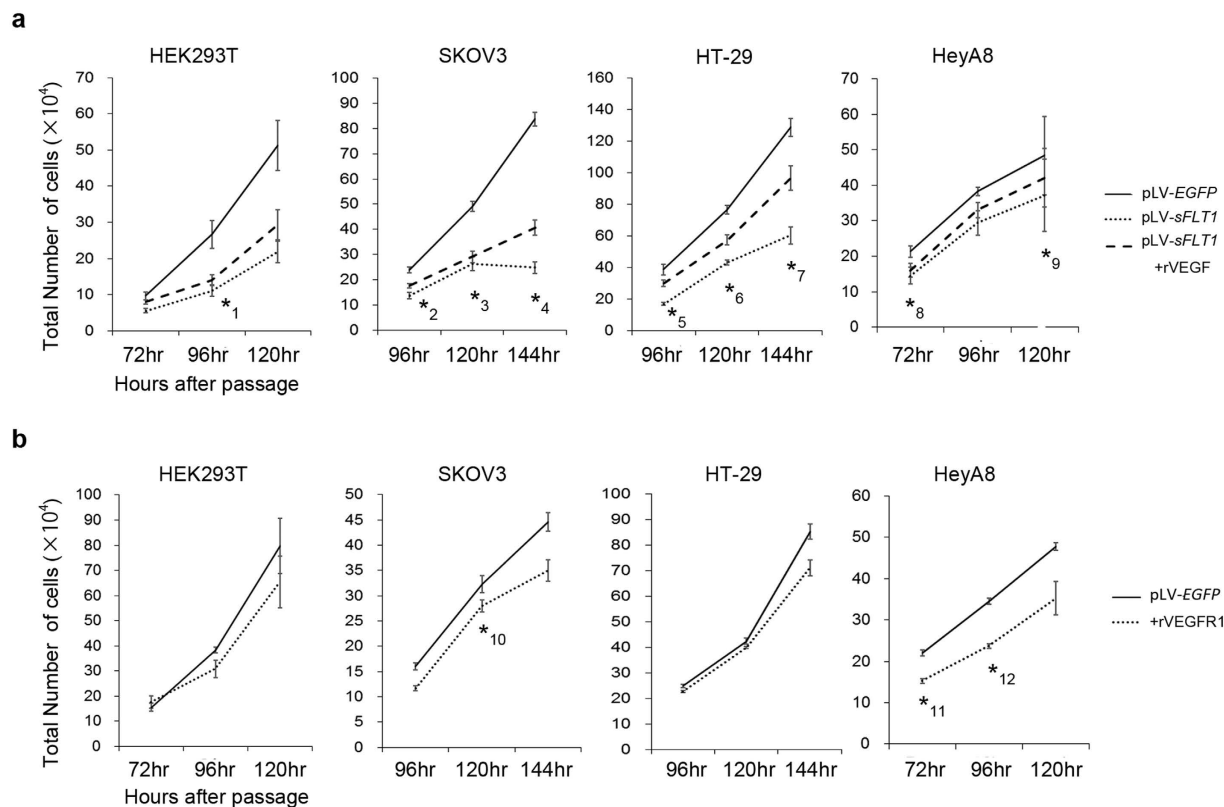 a
HEK293T
SKOV3
HT-29
HeyA8
Total Number of cells (×10⁴)
70
60
50
40
30
20
10
0
*1
72hr 96hr 120hr
Hours after passage
100
90
80
70
60
50
40
30
20
10
0
*2 *3 *4
96hr 120hr 144hr
160
140
120
100
80
60
40
20
0
*5 *6 *7
96hr 120hr 144hr
70
60
50
40
30
20
10
0
*8 *9
72hr 96hr 120hr
pLV-EGFP
pLV-sFLT1
pLV-sFLT1
+rVEGF
b
HEK293T
SKOV3
HT-29
HeyA8
Total Number of cells (×10⁴)
100
90
80
70
60
50
40
30
20
10
0
72hr 96hr 120hr
Hours after passage
50
45
40
35
30
25
20
15
10
5
0
*10
96hr 120hr 144hr
100
90
80
70
60
50
40
30
20
10
0
96hr 120hr 144hr
60
50
40
30
20
10
0
*11 *12
72hr 96hr 120hr
pLV-EGFP
+rVEGFR1